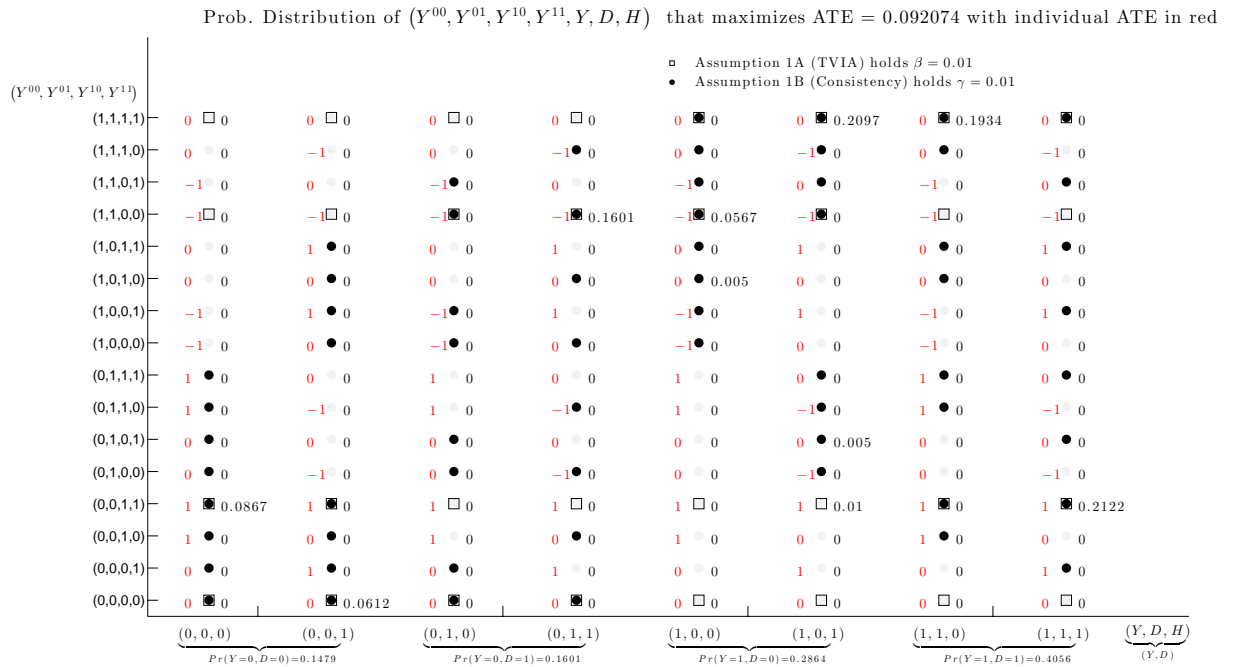 Prob. Distribution of (Y^{00}, Y^{01}, Y^{10}, Y^{11}, Y, D, H) that maximizes ATE = 0.092074 with individual ATE in red
Assumption 1A (TVIA) holds β = 0.01
Assumption 1B (Consistency) holds γ = 0.01
(Y^{00}, Y^{01}, Y^{10}, Y^{11})
(1,1,1,1) 0 0 0 0 0 0 0 0 0 0 0 0.2097 0 0.1934 0 0
(1,1,1,0) 0 0 −1 0 0 0 −1 0 0 0 −1 0 0 0 −1 0
(1,1,0,1) −1 0 0 0 −1 0 0 0 −1 0 0 0 −1 0 0 0
(1,1,0,0) −1 0 −1 0 −1 0 −1 0.1601 −1 0.0567 −1 0 −1 0 −1 0
(1,0,1,1) 0 0 1 0 0 0 1 0 0 0 1 0 0 0 1 0
(1,0,1,0) 0 0 0 0 0 0 0 0 0 0.005 0 0 0 0 0 0
(1,0,0,1) −1 0 1 0 −1 0 1 0 −1 0 1 0 −1 0 1 0
(1,0,0,0) −1 0 0 0 −1 0 0 0 −1 0 0 0 −1 0 0 0
(0,1,1,1) 1 0 0 0 1 0 0 0 1 0 0 0 1 0 0 0
(0,1,1,0) 1 0 −1 0 1 0 −1 0 1 0 −1 0 1 0 −1 0
(0,1,0,1) 0 0 0 0 0 0 0 0 0 0 0 0.005 0 0 0 0
(0,1,0,0) 0 0 −1 0 0 0 −1 0 0 0 −1 0 0 0 −1 0
(0,0,1,1) 1 0.0867 1 0 1 0 1 0 1 0 1 0.01 1 0 1 0.2122
(0,0,1,0) 1 0 0 0 1 0 0 0 1 0 0 0 1 0 0 0
(0,0,0,1) 0 0 1 0 0 0 1 0 0 0 1 0 0 0 1 0
(0,0,0,0) 0 0 0 0.0612 0 0 0 0 0 0 0 0 0 0 0 0
(0, 0, 0) (0, 0, 1) (0, 1, 0) (0, 1, 1) (1, 0, 0) (1, 0, 1) (1, 1, 0) (1, 1, 1) (Y, D, H)
Pr(Y=0,D=0)=0.1479 Pr(Y=0,D=1)=0.1601 Pr(Y=1,D=0)=0.2864 Pr(Y=1,D=1)=0.4056 (Y,D)